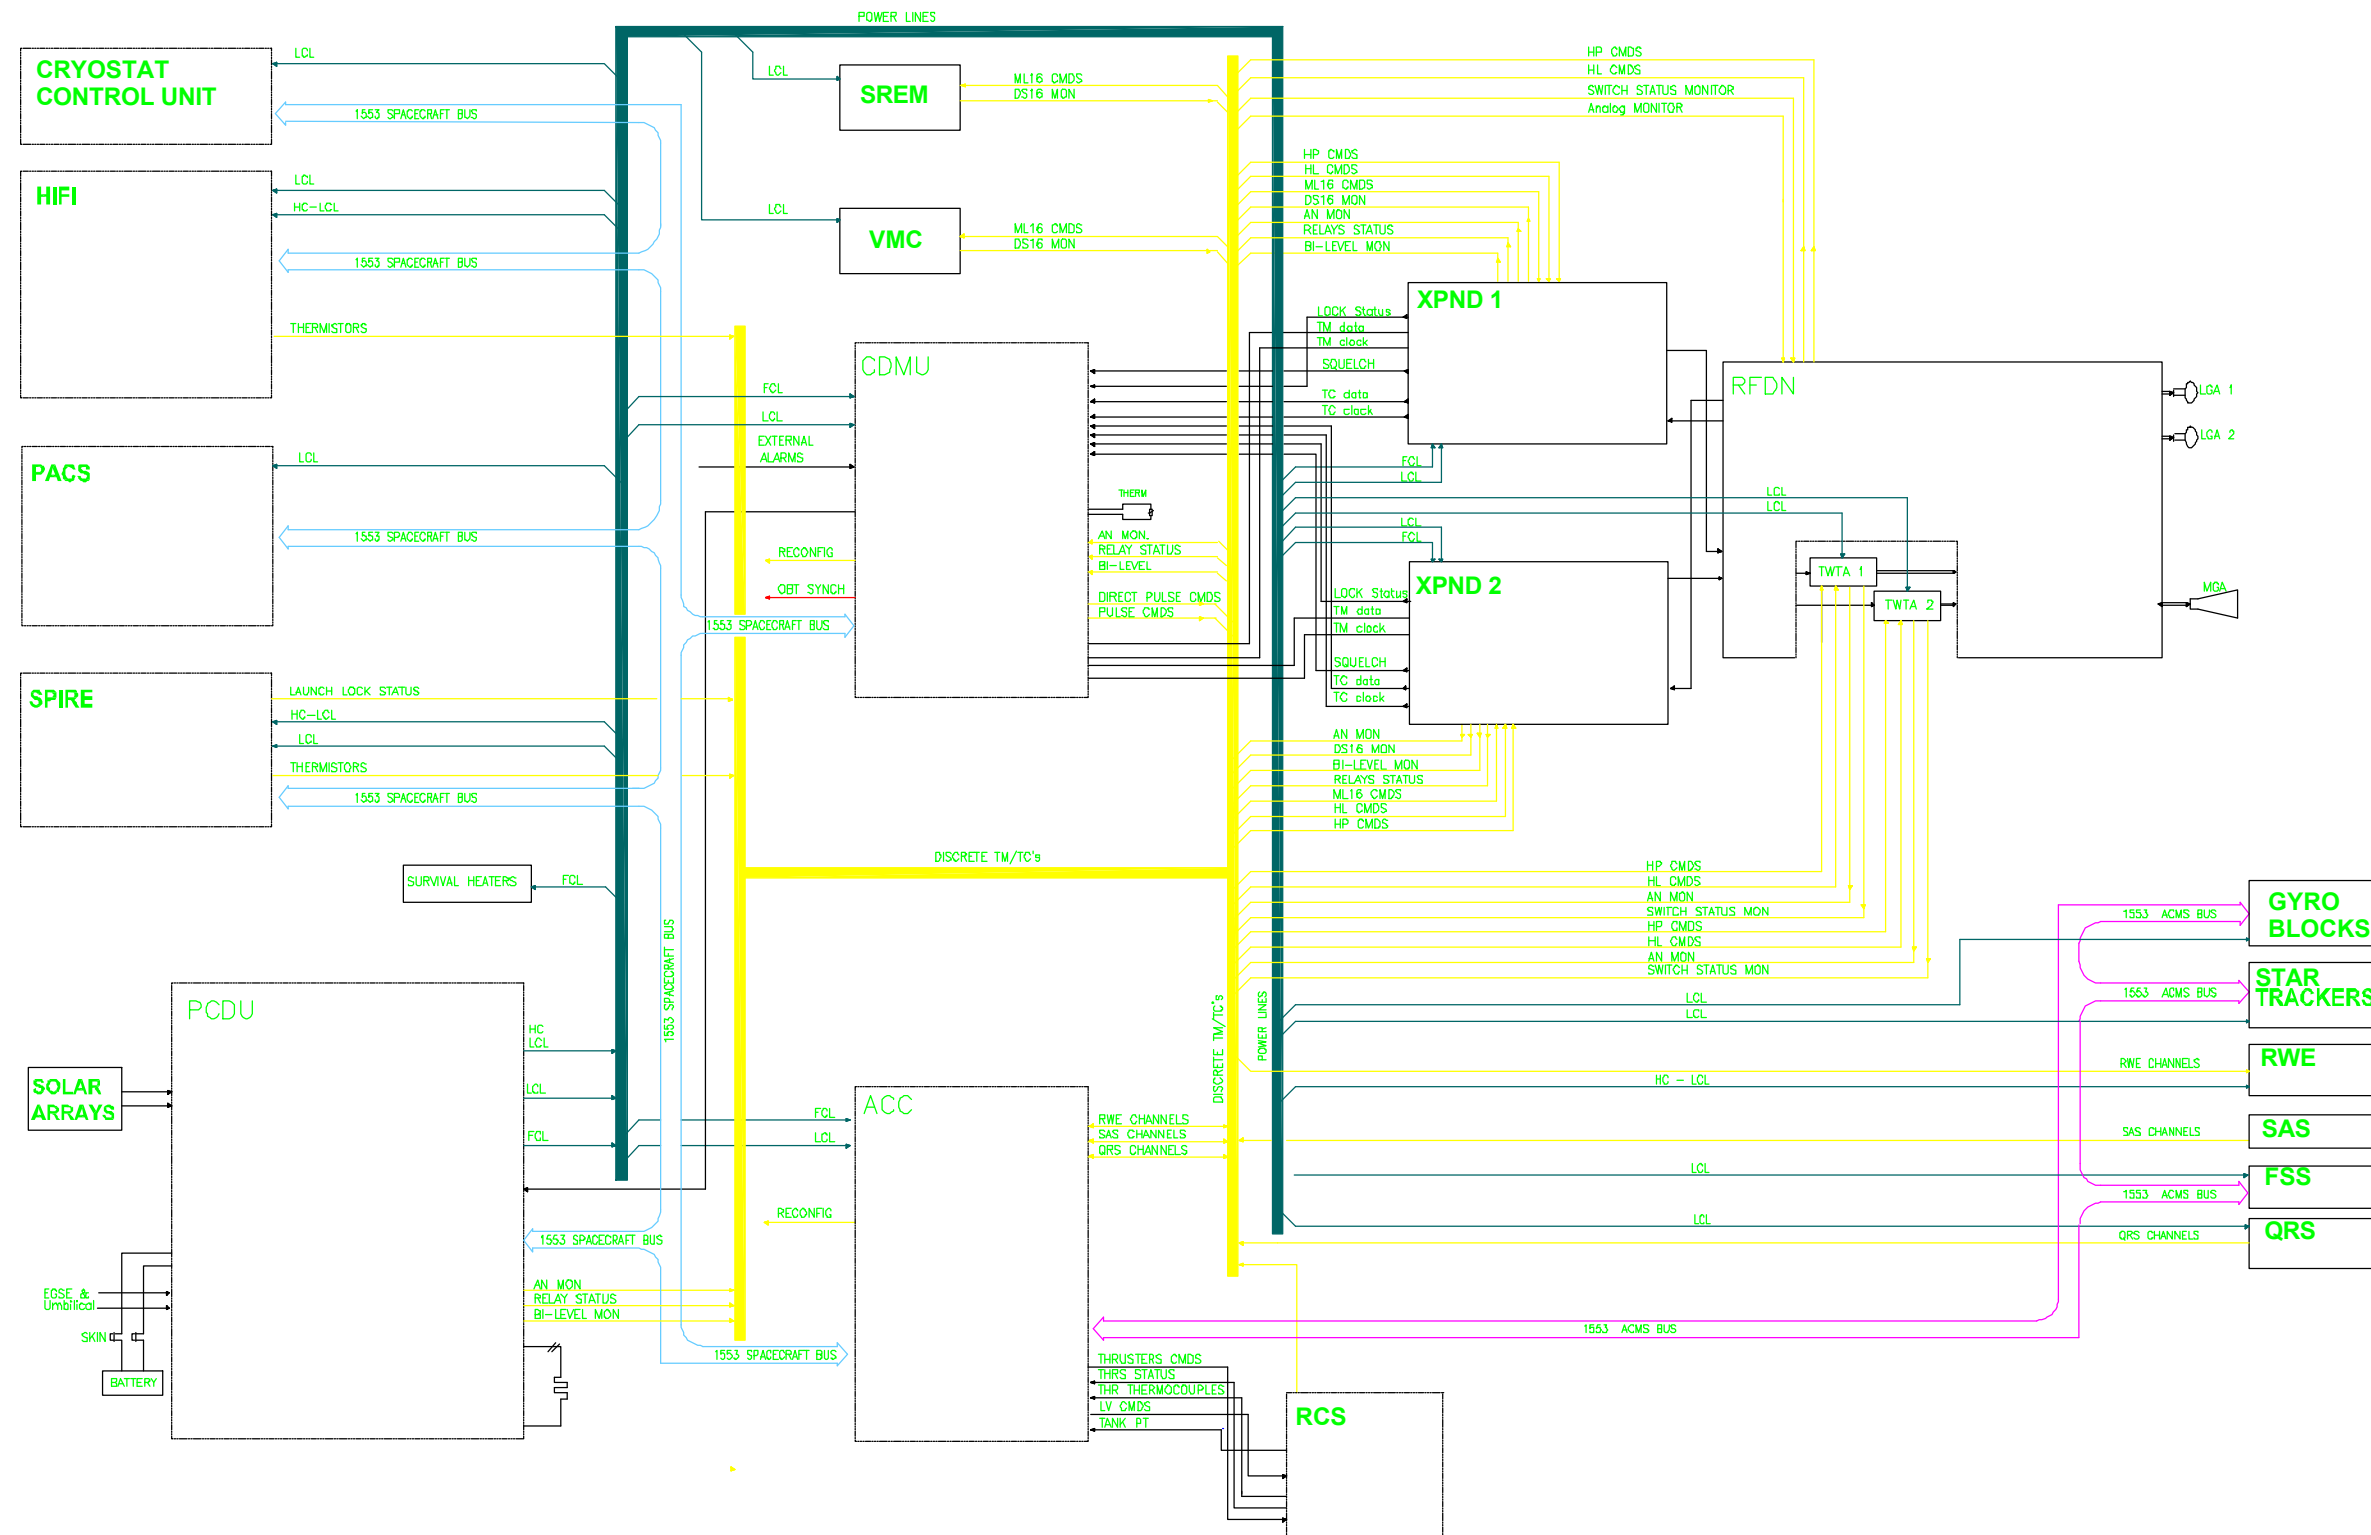 POWER LINES
CRYOSTAT
CONTROL UNIT
LCL
1553 SPACECRAFT BUS
HIFI
LCL
HC-LCL
1553 SPACECRAFT BUS
THERMISTORS
PACS
LCL
1553 SPACECRAFT BUS
SPIRE
LAUNCH LOCK STATUS
HC-LCL
LCL
THERMISTORS
1553 SPACECRAFT BUS
SURVIVAL HEATERS
FCL
1553 SPACECRAFT BUS
PCDU
HC
LCL
LCL
FCL
SOLAR
ARRAYS
1553 SPACECRAFT BUS
EGSE &
Umbilical
AN MON
RELAY STATUS
BI-LEVEL MON
SKIN
BATTERY
LCL
SREM
ML16 CMDS
DS16 MON
LCL
VMC
ML16 CMDS
DS16 MON
CDMU
FCL
LCL
EXTERNAL
ALARMS
THERM
RECONFIG
OBT SYNCH
1553 SPACECRAFT BUS
AN MON
RELAY STATUS
BI-LEVEL
DIRECT PULSE CMDS
PULSE CMDS
DISCRETE TM/TC's
ACC
FCL
LCL
RWE CHANNELS
SAS CHANNELS
QRS CHANNELS
RECONFIG
1553 SPACECRAFT BUS
THRUSTERS CMDS
THRS STATUS
THR THERMOCOUPLES
LV CMDS
TANK PT
RCS
DISCRETE TM/TC's
POWER LINES
HP CMDS
HL CMDS
SWITCH STATUS MONITOR
Analog MONITOR
HP CMDS
HL CMDS
ML16 CMDS
DS16 MON
AN MON
RELAYS STATUS
BI-LEVEL MON
XPND 1
LOCK Status
TM data
TM clock
SQUELCH
TC data
TC clock
FCL
LCL
LCL
LCL
LCL
FCL
XPND 2
LOCK Status
TM data
TM clock
SQUELCH
TC data
TC clock
AN MON
DS16 MON
BI-LEVEL MON
RELAYS STATUS
ML16 CMDS
HL CMDS
HP CMDS
RFDN
LGA 1
LGA 2
TWTA 1
TWTA 2
MGA
HP CMDS
HL CMDS
AN MON
SWITCH STATUS MON
HP CMDS
HL CMDS
AN MON
SWITCH STATUS MON
1553 ACMS BUS
GYRO
BLOCKS
LCL
1553 ACMS BUS
STAR
TRACKERS
LCL
RWE CHANNELS
RWE
HC - LCL
SAS CHANNELS
SAS
LCL
FSS
1553 ACMS BUS
LCL
QRS
QRS CHANNELS
1553 ACMS BUS